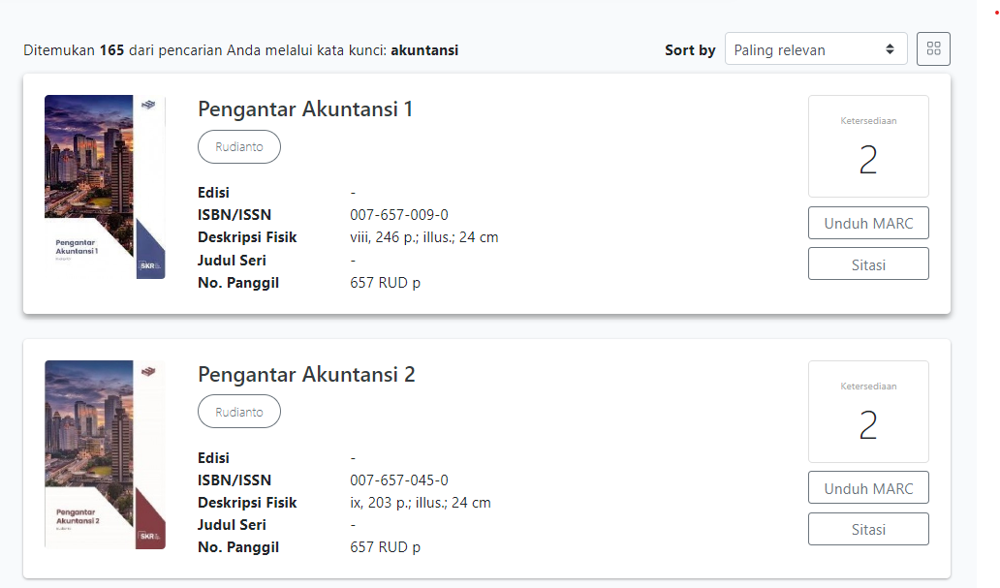 Ditemukan 165 dari pencarian Anda melalui kata kunci: akuntansi
Sort by Paling relevan
Pengantar
Akuntansi 1
SKR
Pengantar Akuntansi 1
Rudianto
Edisi -
ISBN/ISSN 007-657-009-0
Deskripsi Fisik viii, 246 p.; illus.; 24 cm
Judul Seri -
No. Panggil 657 RUD p
Ketersediaan
2
Unduh MARC
Sitasi
Pengantar
Akuntansi 2
SKR
Pengantar Akuntansi 2
Rudianto
Edisi -
ISBN/ISSN 007-657-045-0
Deskripsi Fisik ix, 203 p.; illus.; 24 cm
Judul Seri -
No. Panggil 657 RUD p
Ketersediaan
2
Unduh MARC
Sitasi